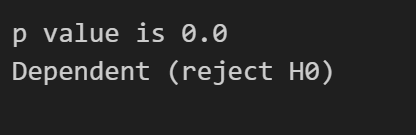 p value is 0.0
Dependent (reject H0)